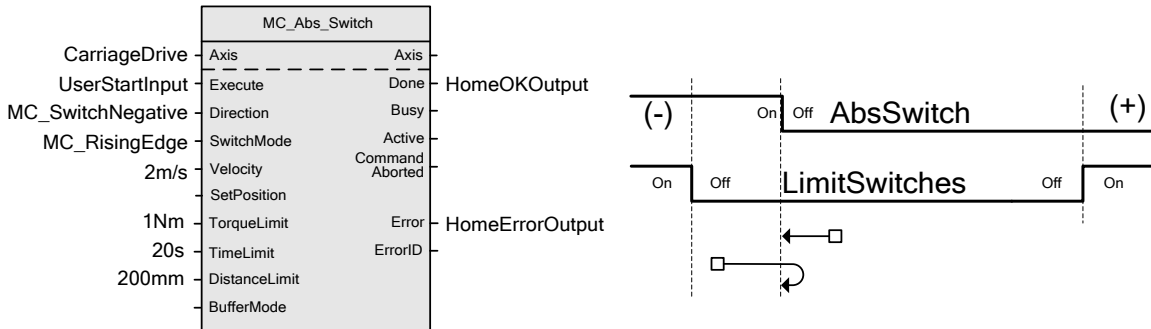 MC_Abs_Switch
CarriageDrive Axis Axis
UserStartInput Execute Done HomeOKOutput
MC_SwitchNegative Direction Busy
MC_RisingEdge SwitchMode Active
2m/s Velocity Command
Aborted
SetPosition
1Nm TorqueLimit Error HomeErrorOutput
20s TimeLimit ErrorID
200mm DistanceLimit
BufferMode
(-) On Off AbsSwitch (+)
On Off LimitSwitches Off On